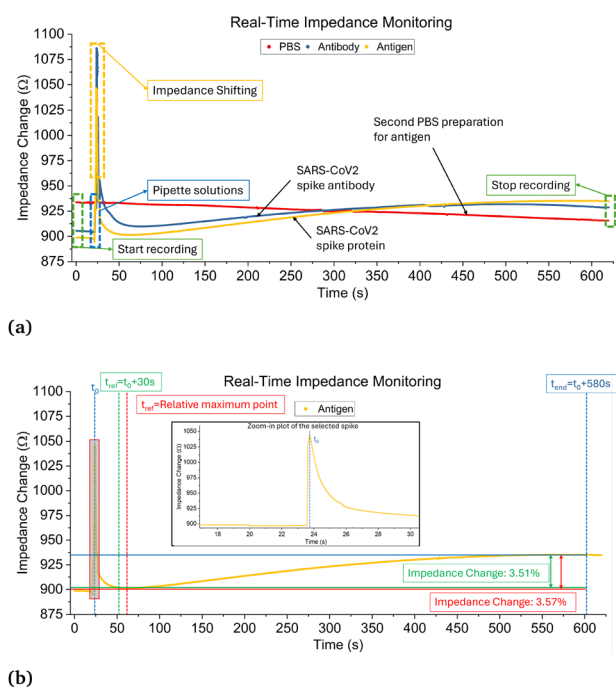 Real-Time Impedance Monitoring
PBS Antibody Antigen
Impedance Change (Ω)
1100
1075
1050
1025
1000
975
950
925
900
875
Impedance Shifting
Pipette solutions
Start recording
SARS-CoV2
spike antibody
SARS-CoV2
spike protein
Second PBS preparation
for antigen
Stop recording
0 50 100 150 200 250 300 350 400 450 500 550 600
Time (s)
(a)
Real-Time Impedance Monitoring
t0
tref=t0+30s
tref=Relative maximum point
tend=t0+580s
Antigen
Impedance Change (Ω)
1100
1075
1050
1025
1000
975
950
925
900
875
Zoom-in plot of the selected spike
Impedance Change (Ω)
1050
1025
1000
975
950
925
900
t0
18 20 22 24 26 28 30
Time (s)
Impedance Change: 3.51%
Impedance Change: 3.57%
0 50 100 150 200 250 300 350 400 450 500 550 600
Time (s)
(b)